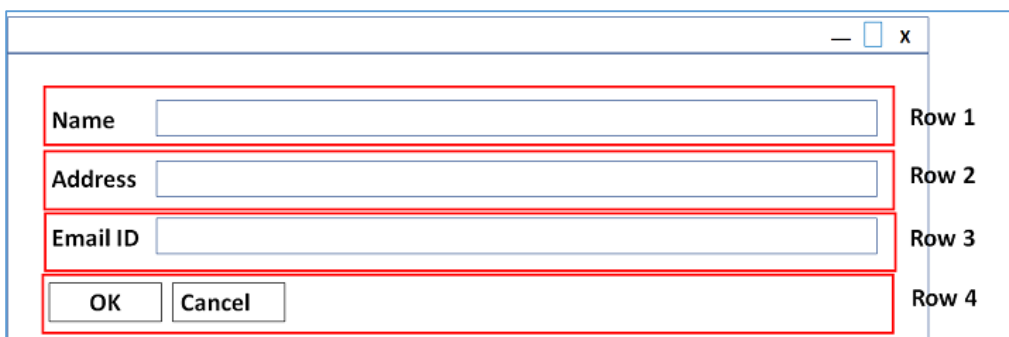 X
Name Row 1
Address Row 2
Email ID Row 3
OK Cancel Row 4